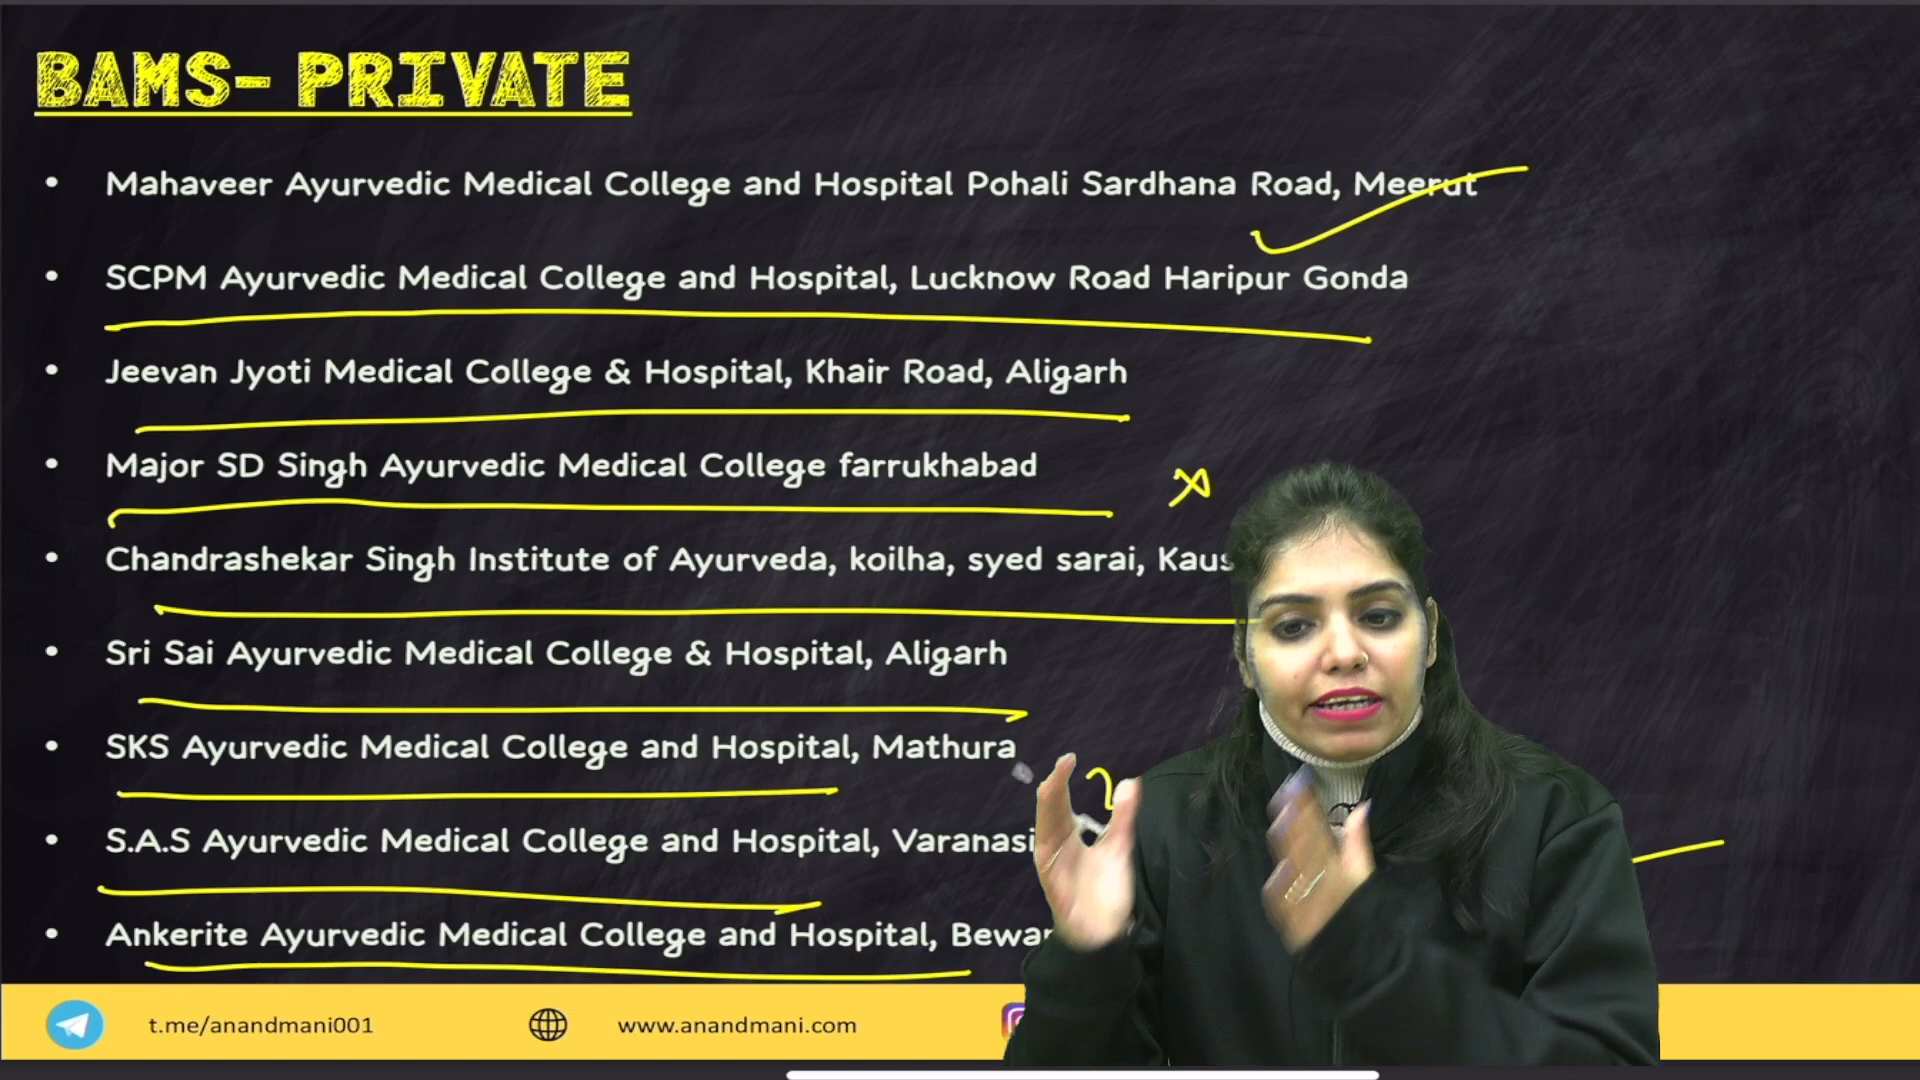 BAMS- PRIVATE
• Mahaveer Ayurvedic Medical College and Hospital Pohali Sardhana Road, Meerut
• SCPM Ayurvedic Medical College and Hospital, Lucknow Road Haripur Gonda
• Jeevan Jyoti Medical College & Hospital, Khair Road, Aligarh
• Major SD Singh Ayurvedic Medical College farrukhabad
• Chandrashekar Singh Institute of Ayurveda, koilha, syed sarai,
• Sri Sai Ayurvedic Medical College & Hospital, Aligarh
• SKS Ayurvedic Medical College and Hospital, Mathura
• S.A.S Ayurvedic Medical College and Hospital, Varanasi
• Ankerite Ayurvedic Medical College and Hospital,
t.me/anandmani001 www.anandmani.com